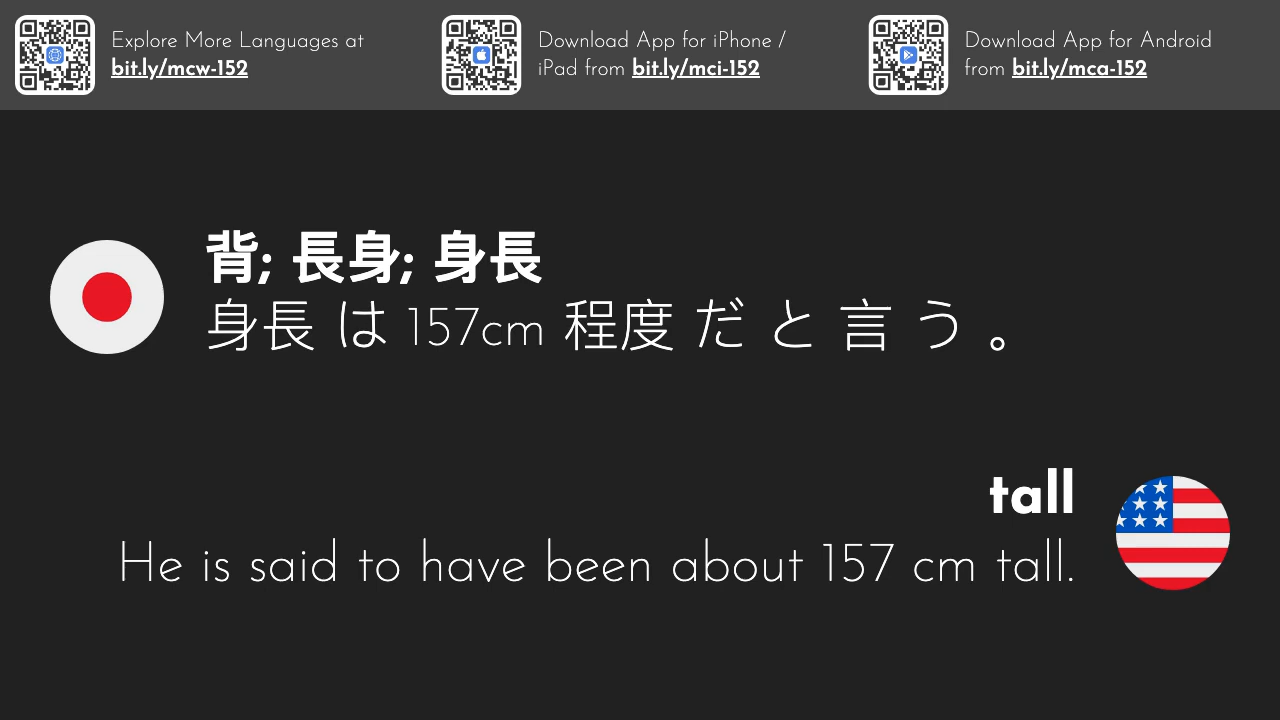 Explore More Languages at
bit.ly/mcw-152
Download App for iPhone /
iPad from bit.ly/mci-152
Download App for Android
from bit.ly/mca-152
背; 長身; 身長
身長 は 157cm 程度 だ と 言 う 。
tall
He is said to have been about 157 cm tall.